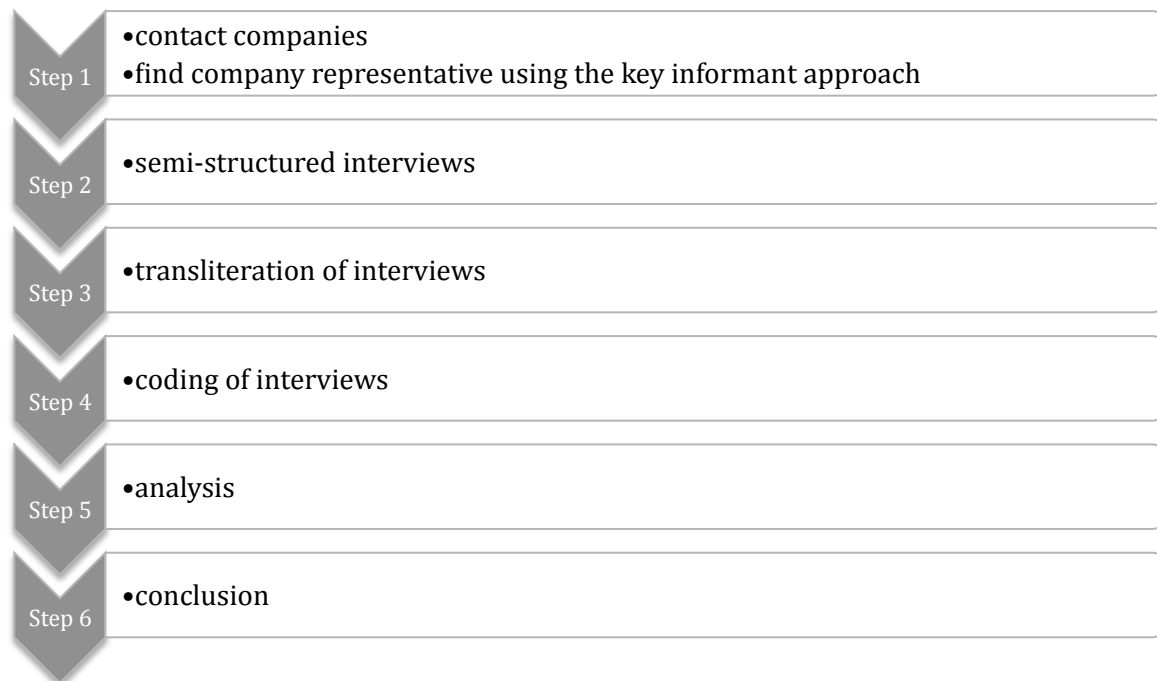 Step 1
•contact companies
•find company representative using the key informant approach
Step 2
•semi-structured interviews
Step 3
•transliteration of interviews
Step 4
•coding of interviews
Step 5
•analysis
Step 6
•conclusion